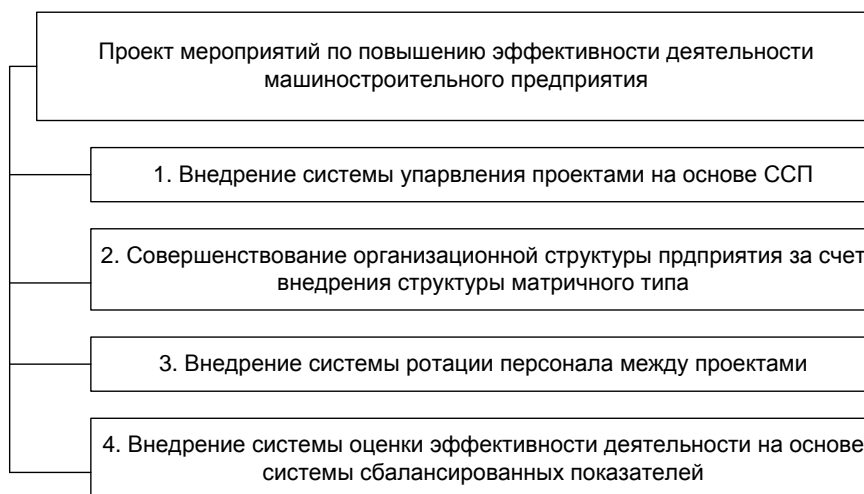 Проект мероприятий по повышению эффективности деятельности
машиностроительного предприятия
1. Внедрение системы упарвления проектами на основе ССП
2. Совершенствование организационной структуры прдприятия за счет
внедрения структуры матричного типа
3. Внедрение системы ротации персонала между проектами
4. Внедрение системы оценки эффективности деятельности на основе
системы сбалансированных показателей